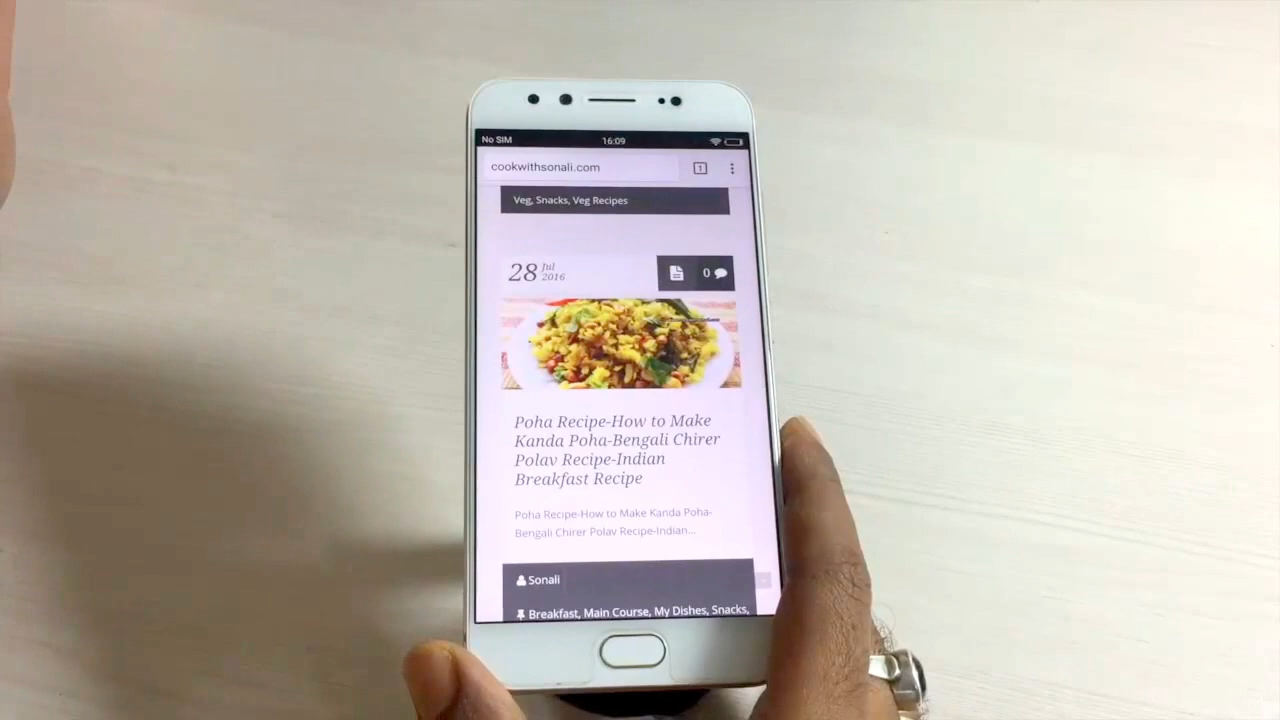 No SIM 16:09
cookwithsonali.com 1
Veg, Snacks, Veg Recipes
28 Jul 2016
0
Poha Recipe-How to Make
Kanda Poha-Bengali Chirer
Polav Recipe-Indian
Breakfast Recipe
Poha Recipe-How to Make Kanda Poha-
Bengali Chirer Polav Recipe-Indian...
Sonali
Breakfast, Main Course, My Dishes, Snacks,